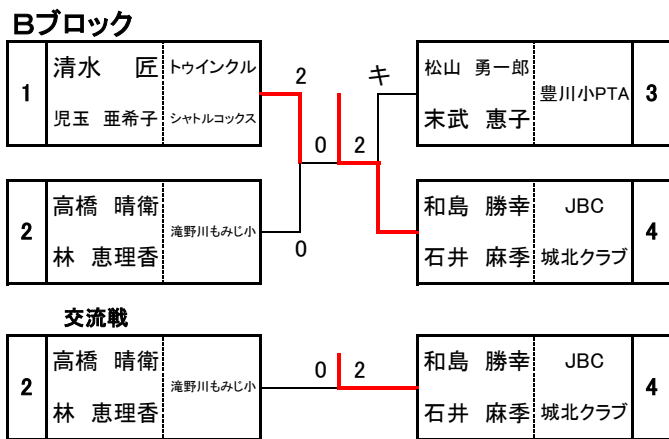 Bブロック
1
清水 匠
トゥインクル
児玉 亜希子
シャトルコックス
2
キ
松山 勇一郎
豊川小PTA
末武 惠子
3
0 2
2
高橋 晴衛
滝野川もみじ小
林 恵理香
0
和島 勝幸
JBC
石井 麻季
城北クラブ
4
交流戦
2
高橋 晴衛
滝野川もみじ小
林 恵理香
0 2
和島 勝幸
JBC
石井 麻季
城北クラブ
4